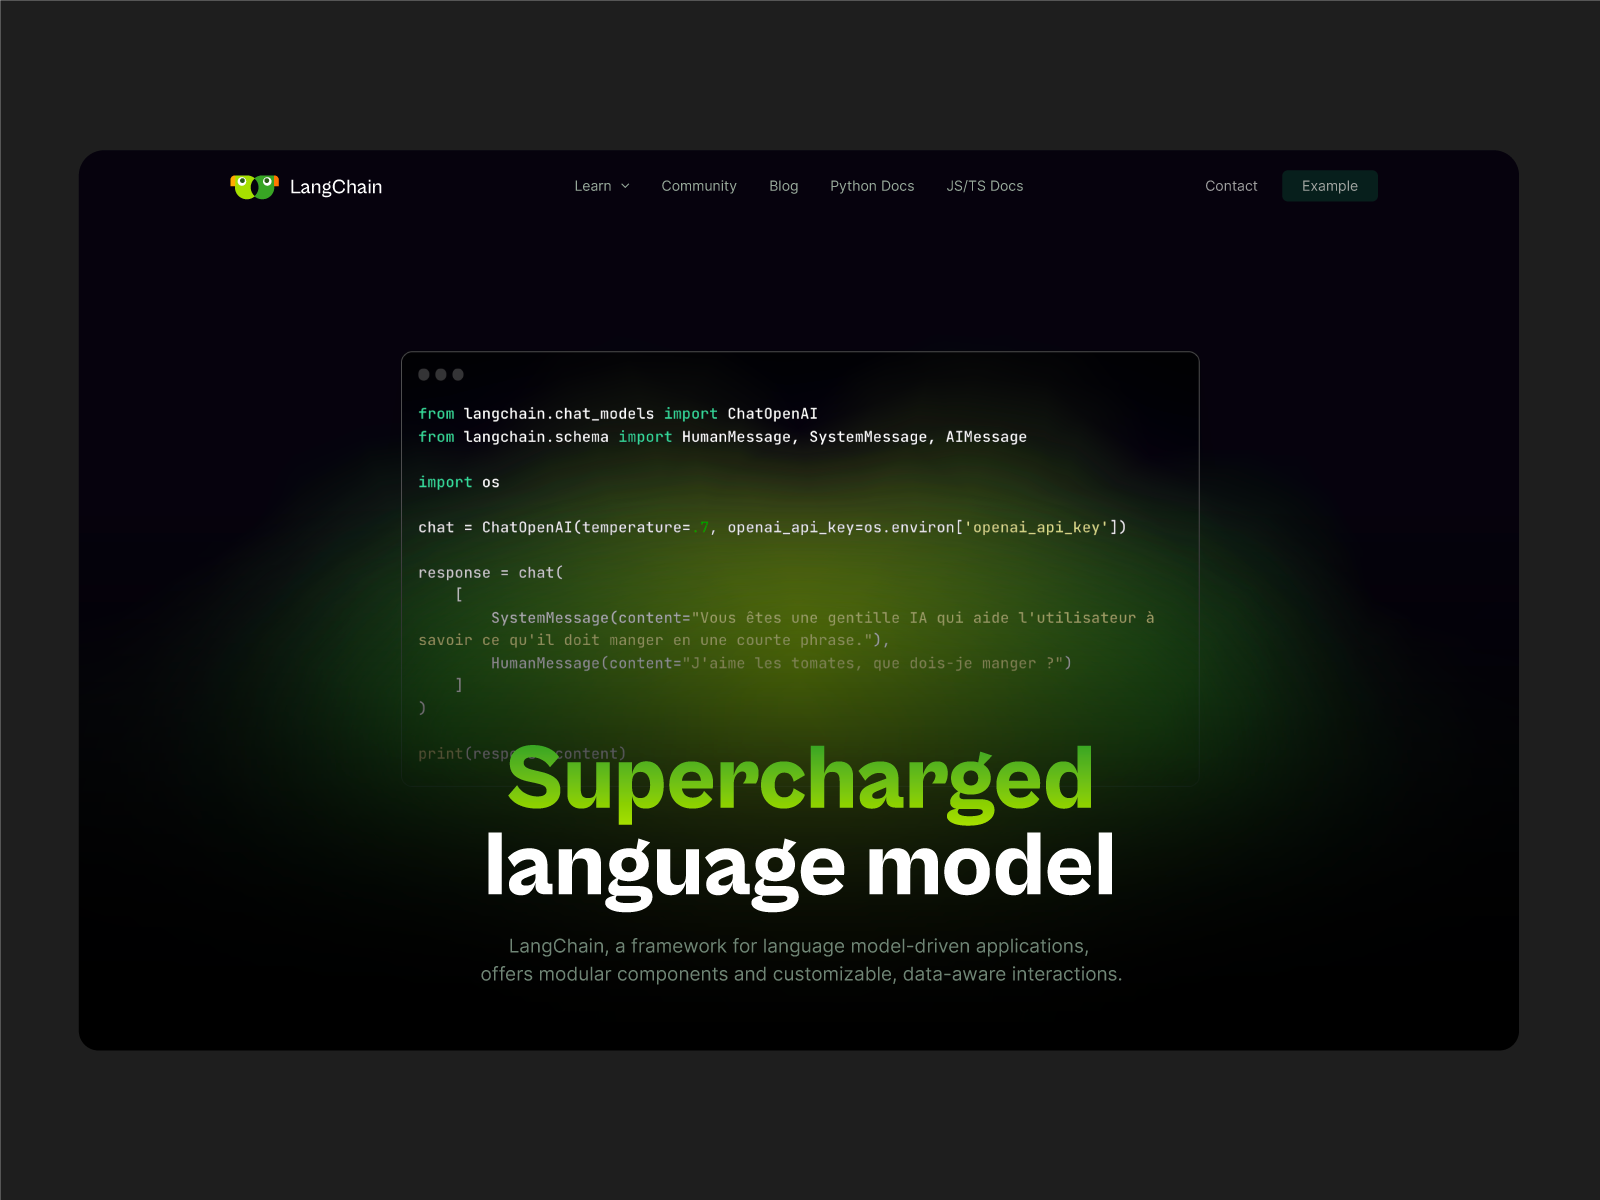 LangChain
Learn
Community
Blog
Python Docs
JS/TS Docs
Contact
Example
from langchain.chat_models import ChatOpenAI
from langchain.schema import HumanMessage, SystemMessage, AIMessage
import os
chat = ChatOpenAI(temperature=.7, openai_api_key=os.environ['openai_api_key'])
response = chat(
[
SystemMessage(content="Vous êtes une gentille IA qui aide l'utilisateur à
savoir ce qu'il doit manger en une courte phrase."),
HumanMessage(content="J'aime les tomates, que dois-je manger ?")
]
)
print(content)
Supercharged
language model
LangChain, a framework for language model-driven applications,
offers modular components and customizable, data-aware interactions.